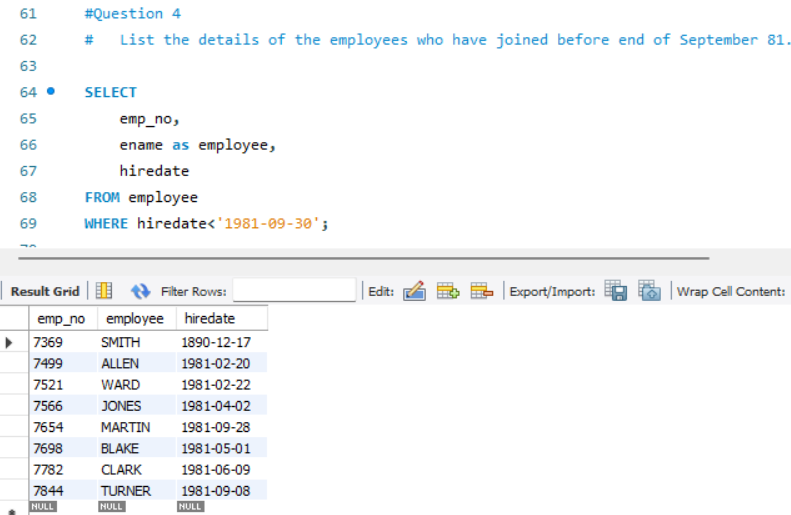 61 #Question 4
62 # List the details of the employees who have joined before end of September 81.
63
64 SELECT
65 emp_no,
66 ename as employee,
67 hiredate
68 FROM employee
69 WHERE hiredate<'1981-09-30';
Result Grid Filter Rows: Edit: Export/Import: Wrap Cell Content:
emp_no employee hiredate
7369 SMITH 1890-12-17
7499 ALLEN 1981-02-20
7521 WARD 1981-02-22
7566 JONES 1981-04-02
7654 MARTIN 1981-09-28
7698 BLAKE 1981-05-01
7782 CLARK 1981-06-09
7844 TURNER 1981-09-08
NULL NULL NULL